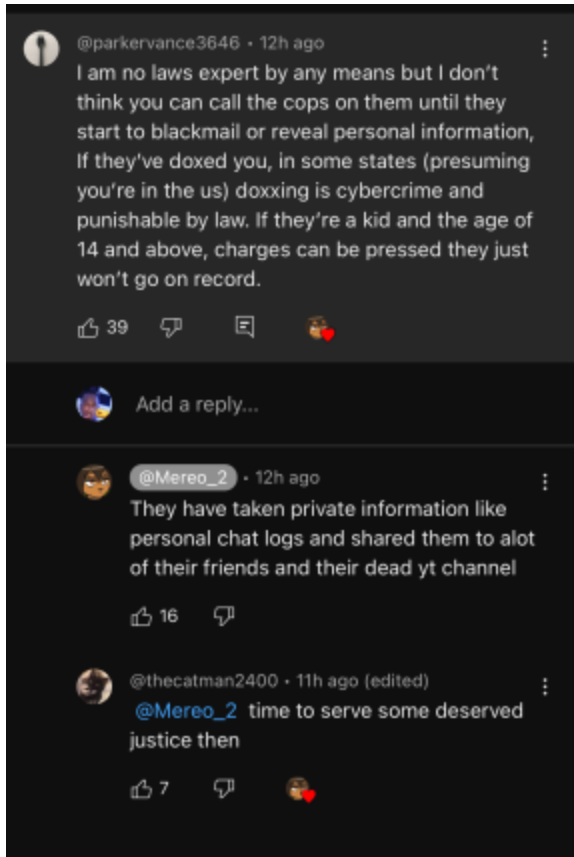 @parkervance3646 • 12h ago
I am no laws expert by any means but I don't
think you can call the cops on them until they
start to blackmail or reveal personal information,
If they've doxed you, in some states (presuming
you're in the us) doxxing is cybercrime and
punishable by law. If they're a kid and the age of
14 and above, charges can be pressed they just
won't go on record.
39
Add a reply...
@Mereo_2 • 12h ago
They have taken private information like
personal chat logs and shared them to alot
of their friends and their dead yt channel
16
@thecatman2400 • 11h ago (edited)
@Mereo_2 time to serve some deserved
justice then
7